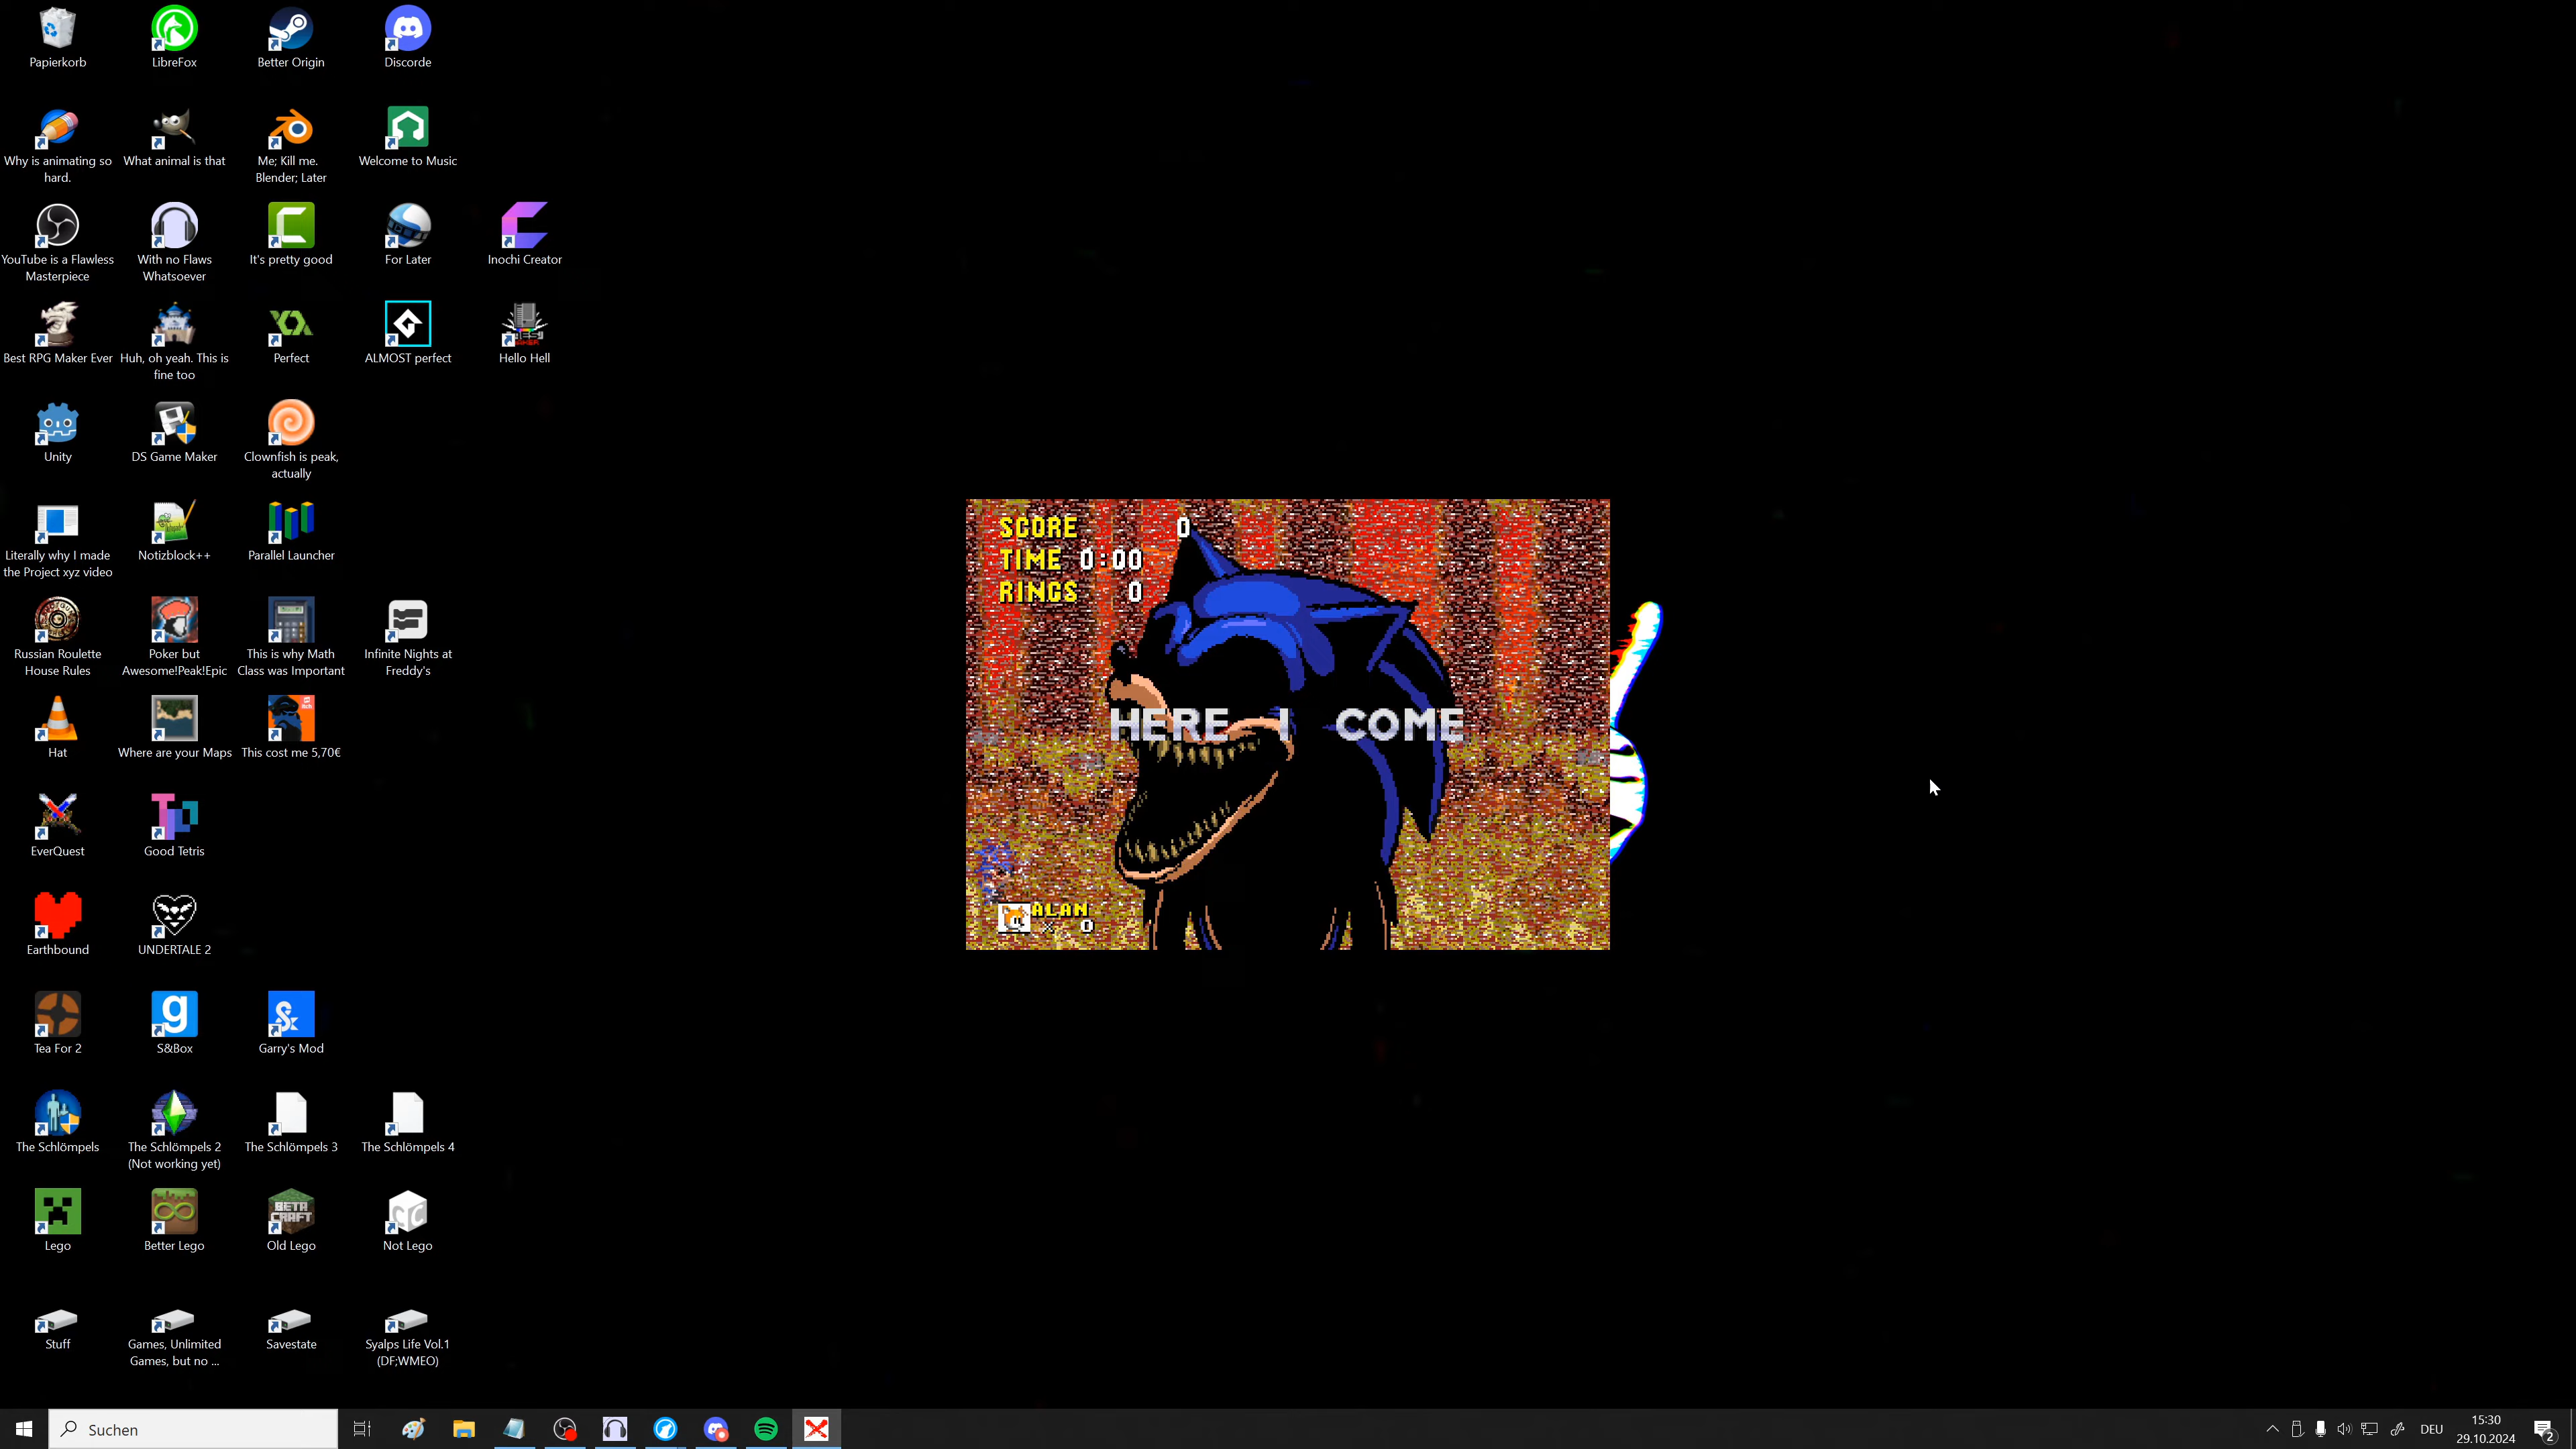 Papierkorb
LibreFox
Better Origin
Discorde
Why is animating so
hard.
What animal is that
Me; Kill me.
Blender; Later
Welcome to Music
YouTube is a Flawless
Masterpiece
With no Flaws
Whatsoever
It's pretty good
For Later
Inochi Creator
Best RPG Maker Ever
Huh, oh yeah. This is
fine too
Perfect
ALMOST perfect
Hello Hell
Unity
DS Game Maker
Clownfish is peak,
actually
Literally why I made
the Project xyz video
Notizblock++
Parallel Launcher
Russian Roulette
House Rules
Poker but
Awesome!Peak!Epic
This is why Math
Class was Important
Infinite Nights at
Freddy's
Hat
Where are your Maps
This cost me 5,70€
EverQuest
Good Tetris
Earthbound
UNDERTALE 2
Tea For 2
S&Box
Garry's Mod
The Schlömpels
The Schlömpels 2
(Not working yet)
The Schlömpels 3
The Schlömpels 4
Lego
Better Lego
BETA
CRAFT
Old Lego
CC
Not Lego
Stuff
Games, Unlimited
Games, but no ...
Savestate
Syalps Life Vol.1
(DF;WMEO)
SCORE 0
TIME 0:00
RINGS 0
HERE I COME
ALAN
× 0
Suchen
DEU
15:30
29.10.2024
2